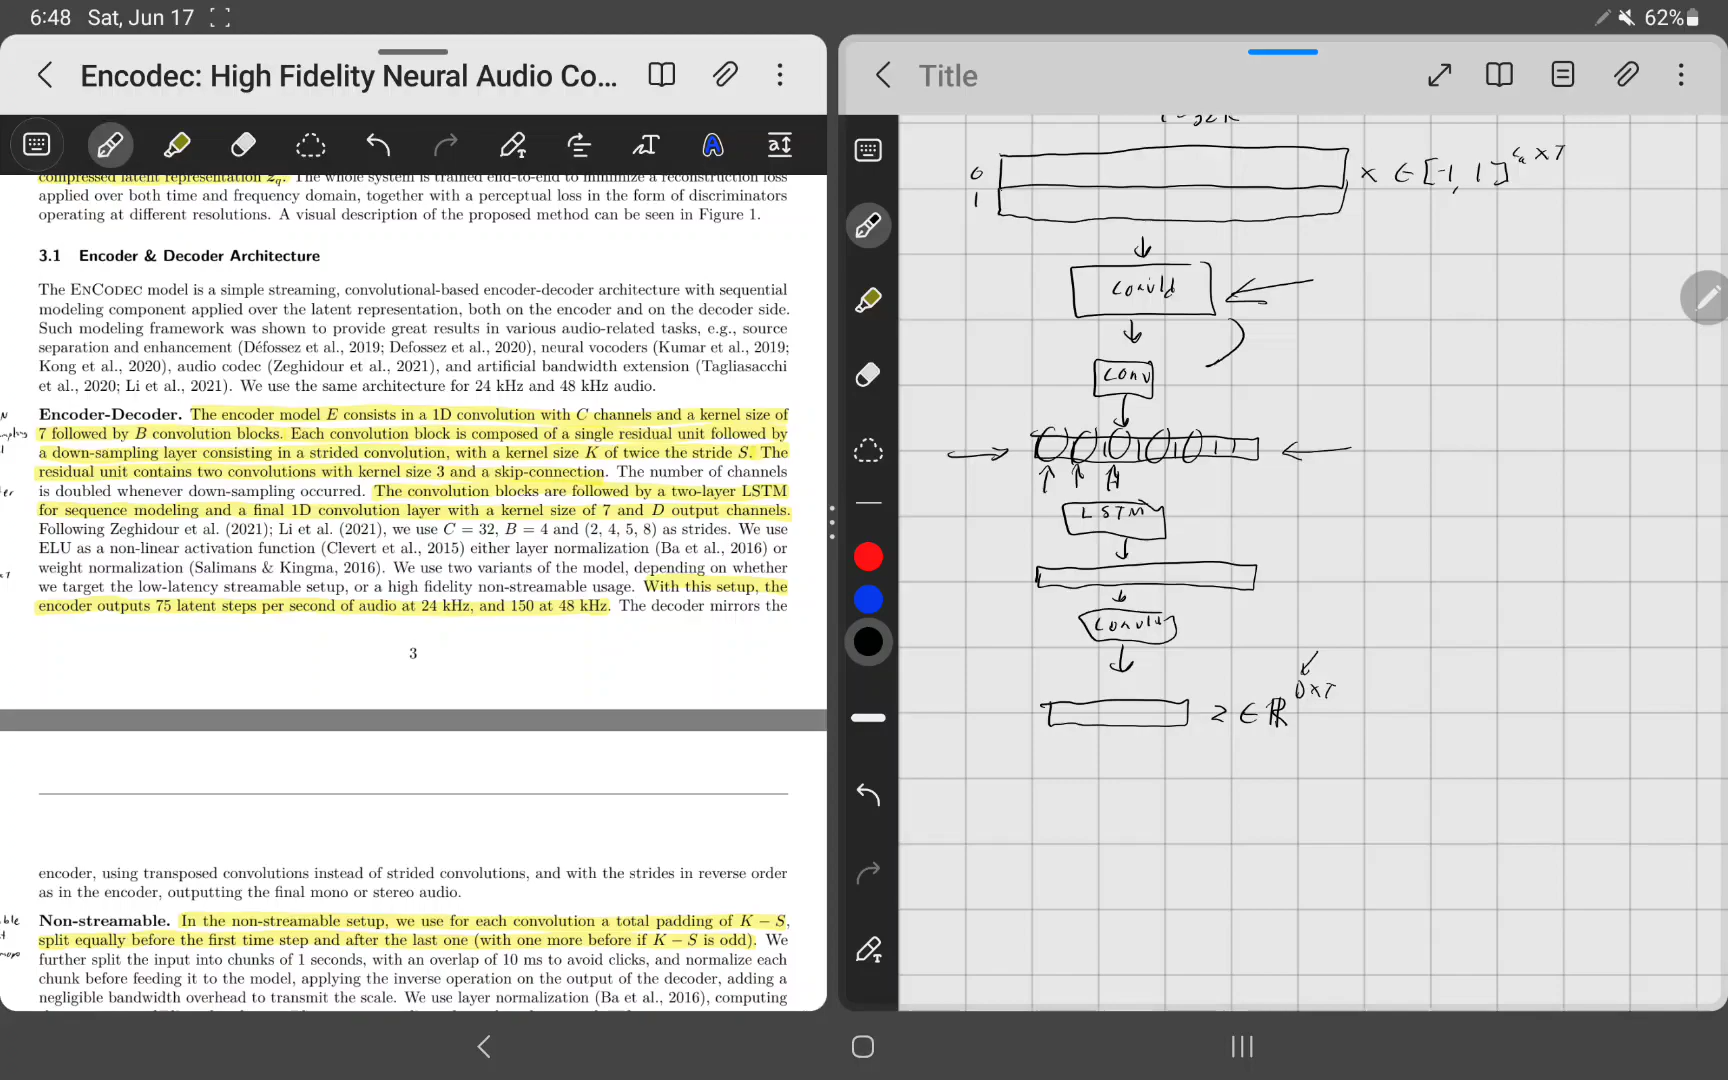 6:48 Sat, Jun 17
62%
Encodec: High Fidelity Neural Audio Co...
Title
compressed latent representation z_q. The whole system is trained end-to-end to minimize a reconstruction loss
applied over both time and frequency domain, together with a perceptual loss in the form of discriminators
operating at different resolutions. A visual description of the proposed method can be seen in Figure 1.
3.1 Encoder & Decoder Architecture
The EnCodec model is a simple streaming, convolutional-based encoder-decoder architecture with sequential
modeling component applied over the latent representation, both on the encoder and on the decoder side.
Such modeling framework was shown to provide great results in various audio-related tasks, e.g., source
separation and enhancement (Défossez et al., 2019; Defossez et al., 2020), neural vocoders (Kumar et al., 2019;
Kong et al., 2020), audio codec (Zeghidour et al., 2021), and artificial bandwidth extension (Tagliasacchi
et al., 2020; Li et al., 2021). We use the same architecture for 24 kHz and 48 kHz audio.
Encoder-Decoder. The encoder model E consists in a 1D convolution with C channels and a kernel size of
7 followed by B convolution blocks. Each convolution block is composed of a single residual unit followed by
a down-sampling layer consisting in a strided convolution, with a kernel size K of twice the stride S. The
residual unit contains two convolutions with kernel size 3 and a skip-connection. The number of channels
is doubled whenever down-sampling occurred. The convolution blocks are followed by a two-layer LSTM
for sequence modeling and a final 1D convolution layer with a kernel size of 7 and D output channels.
Following Zeghidour et al. (2021); Li et al. (2021), we use C = 32, B = 4 and (2, 4, 5, 8) as strides. We use
ELU as a non-linear activation function (Clevert et al., 2015) either layer normalization (Ba et al., 2016) or
weight normalization (Salimans & Kingma, 2016). We use two variants of the model, depending on whether
we target the low-latency streamable setup, or a high fidelity non-streamable usage. With this setup, the
encoder outputs 75 latent steps per second of audio at 24 kHz, and 150 at 48 kHz. The decoder mirrors the
3
encoder, using transposed convolutions instead of strided convolutions, and with the strides in reverse order
as in the encoder, outputting the final mono or stereo audio.
Non-streamable. In the non-streamable setup, we use for each convolution a total padding of K − S,
split equally before the first time step and after the last one (with one more before if K − S is odd). We
further split the input into chunks of 1 seconds, with an overlap of 10 ms to avoid clicks, and normalize each
chunk before feeding it to the model, applying the inverse operation on the output of the decoder, adding a
negligible bandwidth overhead to transmit the scale. We use layer normalization (Ba et al., 2016), computing
0
1
x ∈ [-1, 1]^{Ca × T}
Conv1d
Conv
LSTM
Conv1d
z ∈ ℝ^{D×T}